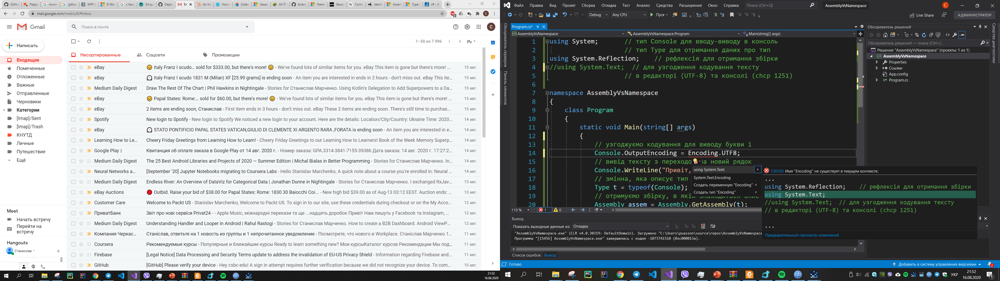 GitHub
Разраб
mvvm
github
WPF |
8 Wor
c lexic
Git pu
Deplo
Вх
An Int
How t
[Udem
Замет
All IT e
briang
Name
Эвол
Comm
Identi
Assem
Type C
c# - В
mail.google.com/mail/u/0/#inbox
Gmail
Поиск в почте
Написать
1–50 из 7 996
Несортированные
Соцсети
Промоакции
Входящие
Помеченные
Отложенные
Важные
Отправленные
Черновики
Категории
[Imap]/Sent
[Imap]/Trash
КНУТД
Личные
Путешествие
Ещё
Meet
Начать встречу
Перейти на
встречу
Hangouts
Станислав
eBay Italy Franz I scudo... sold for $333.00, but there's more! - We've found lots of similar items for you. eBay This item is gone but there's more! ... 15 авг.
eBay Italy Franz I scudo 1831 M (Milan) XF [25.99 grams] is ending soon - An item you are interested in ends in 2 hours - don't miss out. eBay This ite... 15 авг.
Medium Daily Digest Draw The Rest Of The Chart | Phil Hawkins in Nightingale - Stories for Станислав Марченко. Using Kotlin's Delegation to Add Superpowers to a Da... 15 авг.
eBay Papal States: Rome:... sold for $60.00, but there's more! - We've found lots of similar items for you. eBay This item is gone but there's more! ... 15 авг.
eBay 2 items are ending soon, Станислав - First item ends in 3 hours - don't miss out. eBay These 2 items are ending soon. There's still time to purchas... 15 авг.
Spotify New login to Spotify - New login to Spotify We noticed a new login to your account. Here are the details: Location/City/Country: Ukraine Time: 2020... 14 авг.
eBay STATO PONTIFICIO PAPAL STATES VATICAN,GIULIO DI CLEMENTE XI ARGENTO RARA ,FORATA is ending soon - An item you are interested in e... 14 авг.
Learning How to Le... Cheery Friday Greetings from Learning How to Learn! - Cheery Friday Greetings to our Learning How to Learners! Book of the Week Memory Superp... 14 авг.
Google Play 2 Квитанция об оплате заказа в Google Play от 14 авг. 2020 г. - Номер заказа: GPA.3314-3841-7155-39386 Дата заказа: 14 авг. 2020 г. 17:27:2... 14 авг.
Medium Daily Digest The 25 Best Android Libraries and Projects of 2020 — Summer Edition | Michal Bialas in Better Programming - Stories for Станислав Марченко. In... 14 авг.
Neural Networks a... [September '20] Jupyter Notebooks migrating to Coursera Labs - Hello Stanislav Marchenko, A quick note about a course you're enrolled in: Neural ... 14 авг.
Medium Daily Digest Endless River: An Overview of DataViz for Categorical Data | Jonathan Dunne in Nightingale - Stories for Станислав Марченко. I exchanged RxJav... 13 авг.
eBay Auctions Outbid. Raise your bid of $38.00 for Papal States: Rome: 1830 30 Baiocchi Coi... - New high bid $39.00 as of Aug-13 03:12 EEST. Auction ends: ... 13 авг.
Customer Care Welcome to Packt US - Stanislav Marchenko, Welcome to Packt US. To sign in to our site, use these credentials during checkout or on the My Acco... 12 авг.
ПриватБанк Звіт про нові сервіси Privat24 - - Apple Music, міжнародні перекази та ще ...надцять доробок Привіт Нам пишуть у Facebook та Instagram, ... 12 авг.
Medium Daily Digest Understanding Handler and Looper in Android | Rahul Rastogi - Stories for Станислав Марченко. How to create a B2B Dashboard. Android ViewP... 12 авг.
Компания Черкас... Станіслав, ответьте на 1 новость из группы и 1 непрочитанное уведомление - Посмотрите, что нового в Workplace. Станіслав Марченко 1... 11 авг.
Coursera Рекомендуемые курсы - Популярные и ближайшие курсы Ready to learn something new? Мои курсыКаталог курсов Рекомендации Мы под... 11 авг.
Firebase [Legal Notice] Data Processing and Security Terms update to address the invalidation of EU-US Privacy Shield - Information regarding Firebase and... 11 авг.
GitHub [GitHub] Please verify your device - Hey csbc-edu! A sign in attempt requires further verification because we did not recognize your device. To com... 10 авг.
21:52
16.08.2020
Файл Правка Вид Проект Сборка Отладка Тест Анализ Средства Расширения Окно Справка Поиск (Ctrl+Q) AssemblyVsNamespace
Debug Any CPU Пуск Live Share АДМИНИСТРАТОР
Обозреватель серверов
Панель элементов
Program.cs*
AssemblyVsNamespace AssemblyVsNamespace.Program Main(string[] args)
1 using System; // тип Console для вводу-виводу в консоль
2 // тип Type для отримання даних про тип
3 using System.Reflection; // рефлексія для отримання збірки
4 //using System.Text; // для узгодження кодування тексту
5 // в редакторі (UTF-8) та консолі (chcp 1251)
6
7 namespace AssemblyVsNamespace
8 {
9 class Program
10 {
11 static void Main(string[] args)
12 {
13 // узгоджуємо кодування для виводу букви і
14 Console.OutputEncoding = Encoding.UTF8;
15 // вивід тексту з переходо на новий рядок
16 Console.WriteLine("Привіт,
17 // змінна, яка описує тип
18 Type t = typeof(Console);
19 // отримуємо збірку, в якій знаходиться опис
20 Assembly assem = Assembly.GetAssembly(t);
using System.Text;
System.Text.Encoding
Создать переменную "Encoding"
Создать тип "Encoding"
CS0103 Имя "Encoding" не существует в текущем контексте.
...
using System.Reflection; // рефлексія для отримання збірки
using System.Text;
//using System.Text; // для узгодження кодування тексту
// в редакторі (UTF-8) та консолі (chcp 1251)
...
Предварительный просмотр изменений
110 % 1 0
Вывод
Показать выходные данные из: Отладка
"AssemblyVsNamespace.exe" (CLR v4.0.30319: DefaultDomain). Загружено "C:\Users\puasson\source\repos\AssemblyVsNamespace
Программа "[15456] AssemblyVsNamespace.exe" завершилась с кодом -1073741510 (0xc000013a).
Список ошибок Вывод
Обозреватель решений
Обозреватель решений — поиск (Ctrl+;)
Решение "AssemblyVsNamespace" (проекты: 1 из 1)
AssemblyVsNamespace
Properties
Ссылки
App.config
Program.cs
Средства диагностики
Готово
Добавить в систему управления версиями 2
УКР
21:52
16.08.2020